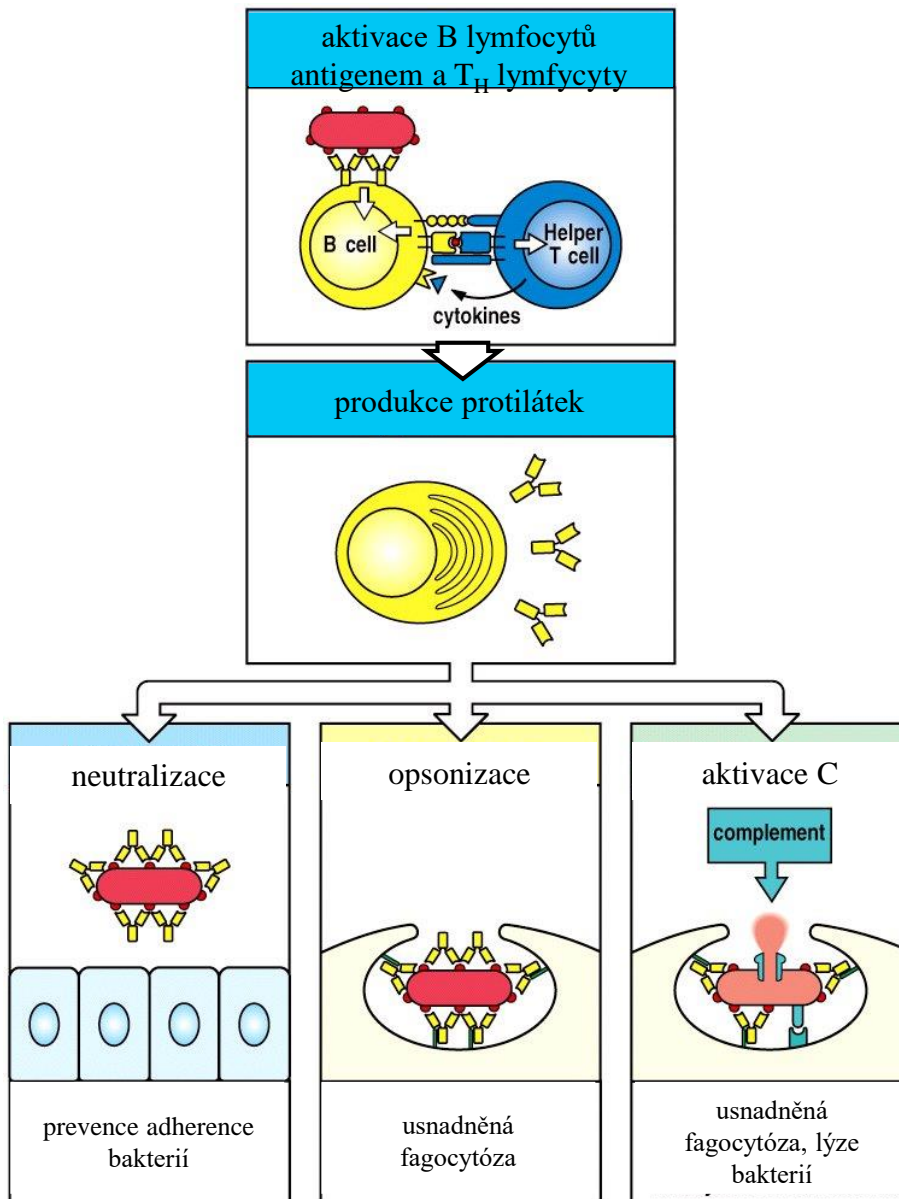 aktivace B lymfocytů
antigenem a T_H lymfycyty
B cell
Helper
T cell
cytokines
produkce protilátek
neutralizace
prevence adherence
bakterií
opsonizace
usnadněná
fagocytóza
aktivace C
complement
usnadněná
fagocytóza, lýze
bakterií